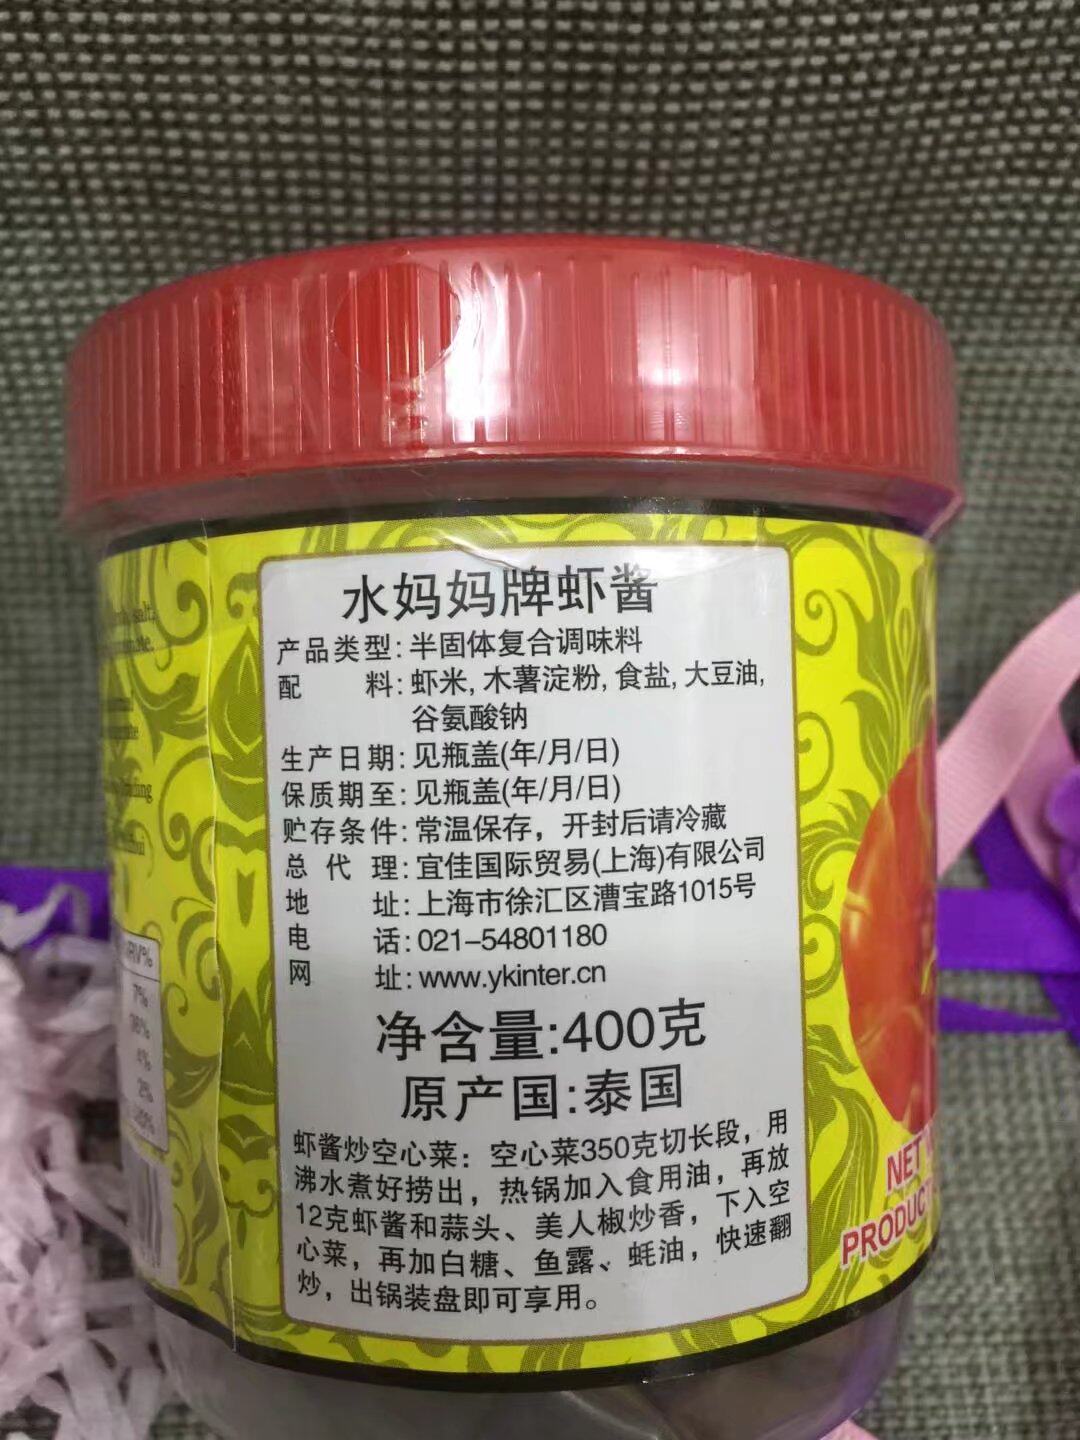 水妈妈牌虾酱
产品类型:半固体复合调味料
配料:虾米,木薯淀粉,食盐,大豆油,
谷氨酸钠
生产日期:见瓶盖(年/月/日)
保质期至:见瓶盖(年/月/日)
贮存条件:常温保存，开封后请冷藏
总代理:宜佳国际贸易(上海)有限公司
地址:上海市徐汇区漕宝路1015号
电话:021-54801180
网址:www.ykinter.cn
净含量:400克
原产国:泰国
虾酱炒空心菜：空心菜350克切长段，用
沸水煮好捞出，热锅加入食用油，再放
12克虾酱和蒜头、美人椒炒香，下入空
心菜，再加白糖、鱼露、蚝油，快速翻
炒，出锅装盘即可享用。
salt,
RV%
7%
4%
2%
NET
PRODUCT